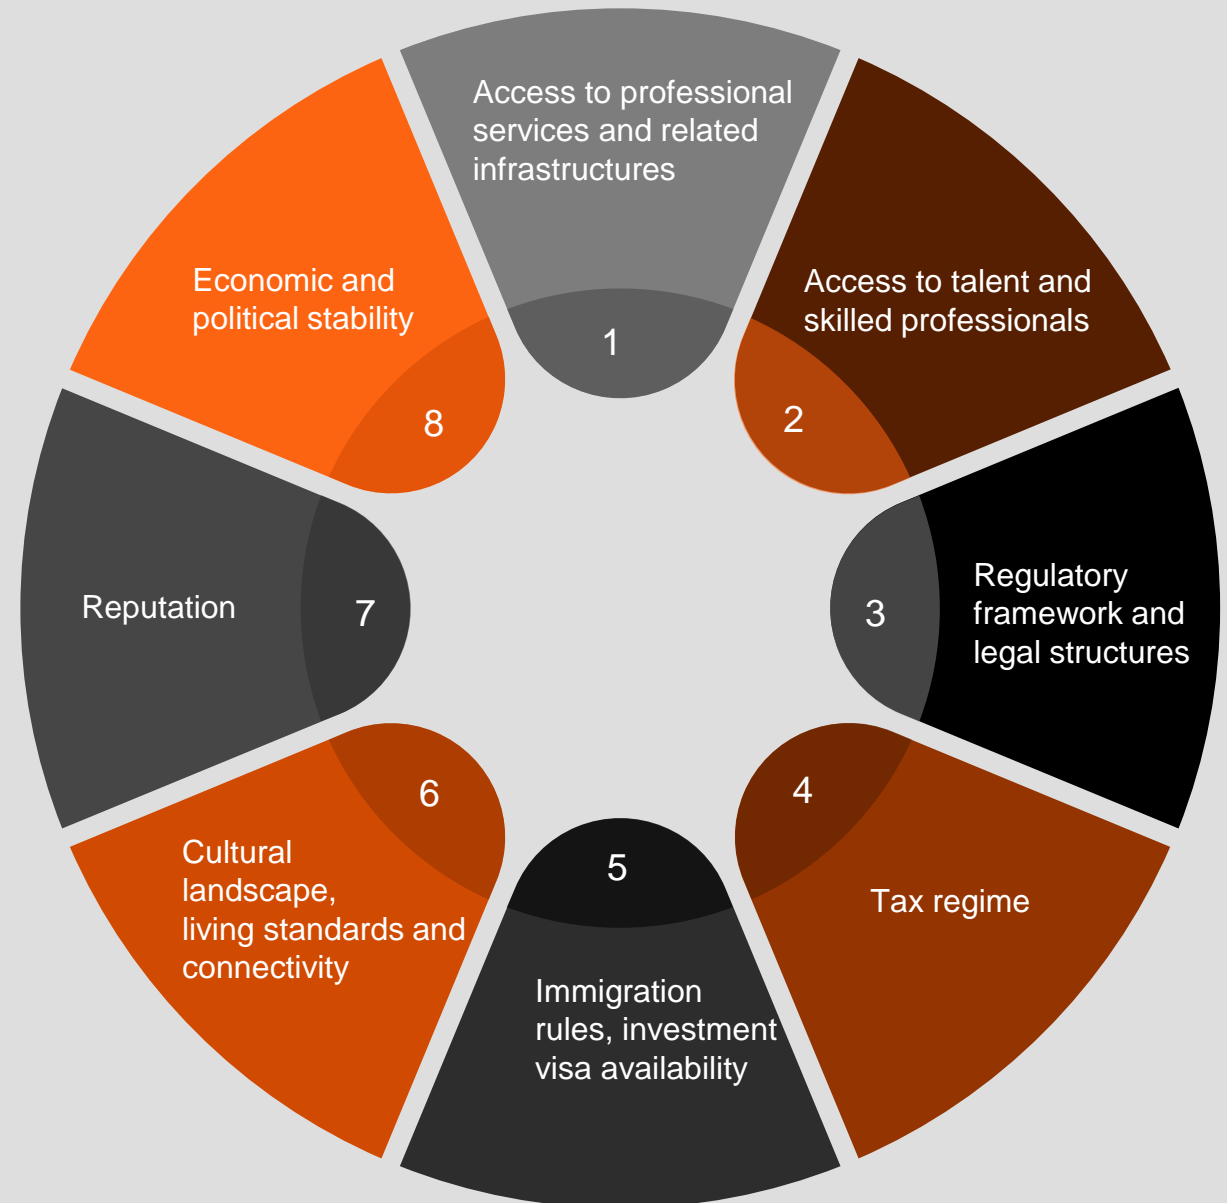 Access to professional
services and related
infrastructures
1
Access to talent and
skilled professionals
2
Regulatory
framework and
legal structures
3
Tax regime
4
Immigration
rules, investment
visa availability
5
Cultural
landscape,
living standards and
connectivity
6
Reputation
7
Economic and
political stability
8